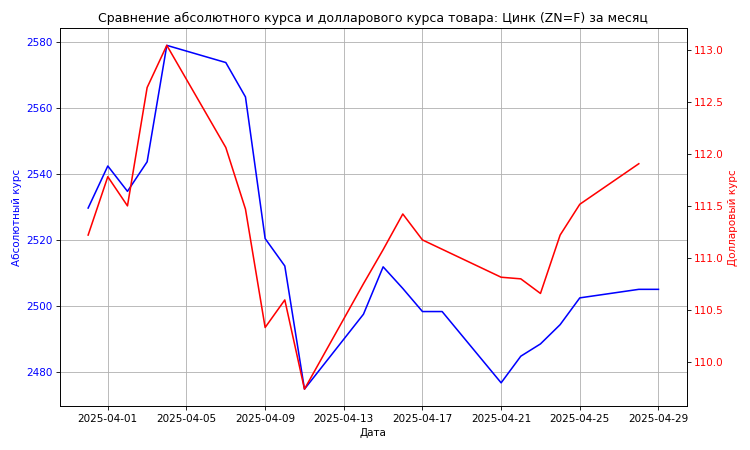 Сравнение абсолютного курса и долларового курса товара: Цинк (ZN=F) за месяц
2580
2560
2540
2520
2500
2480
Абсолютный курс
113.0
112.5
112.0
111.5
111.0
110.5
110.0
Долларовый курс
2025-04-01 2025-04-05 2025-04-09 2025-04-13 2025-04-17 2025-04-21 2025-04-25 2025-04-29
Дата